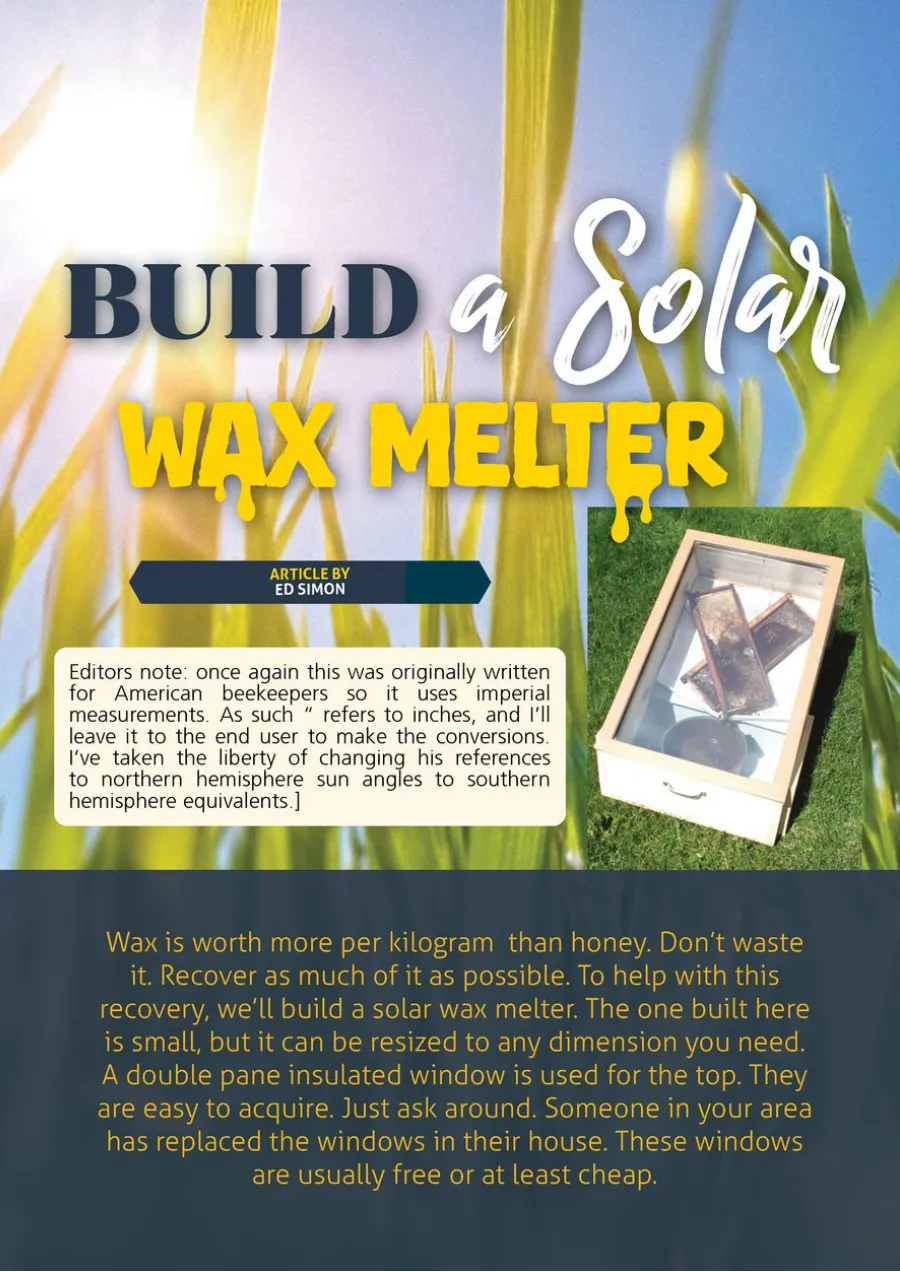 BUILD a Solar
WAX MELTER
ARTICLE BY
ED SIMON
Editors note: once again this was originally written
for American beekeepers so it uses imperial
measurements. As such “ refers to inches, and I’ll
leave it to the end user to make the conversions.
I’ve taken the liberty of changing his references
to northern hemisphere sun angles to southern
hemisphere equivalents.]
Wax is worth more per kilogram  than honey. Don’t waste
it. Recover as much of it as possible. To help with this
recovery, we’ll build a solar wax melter. The one built here
is small, but it can be resized to any dimension you need.
A double pane insulated window is used for the top. They
are easy to acquire. Just ask around. Someone in your area
has replaced the windows in their house. These windows
are usually free or at least cheap.